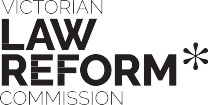 VICTORIAN
LAW
REFORM*
COMMISSION